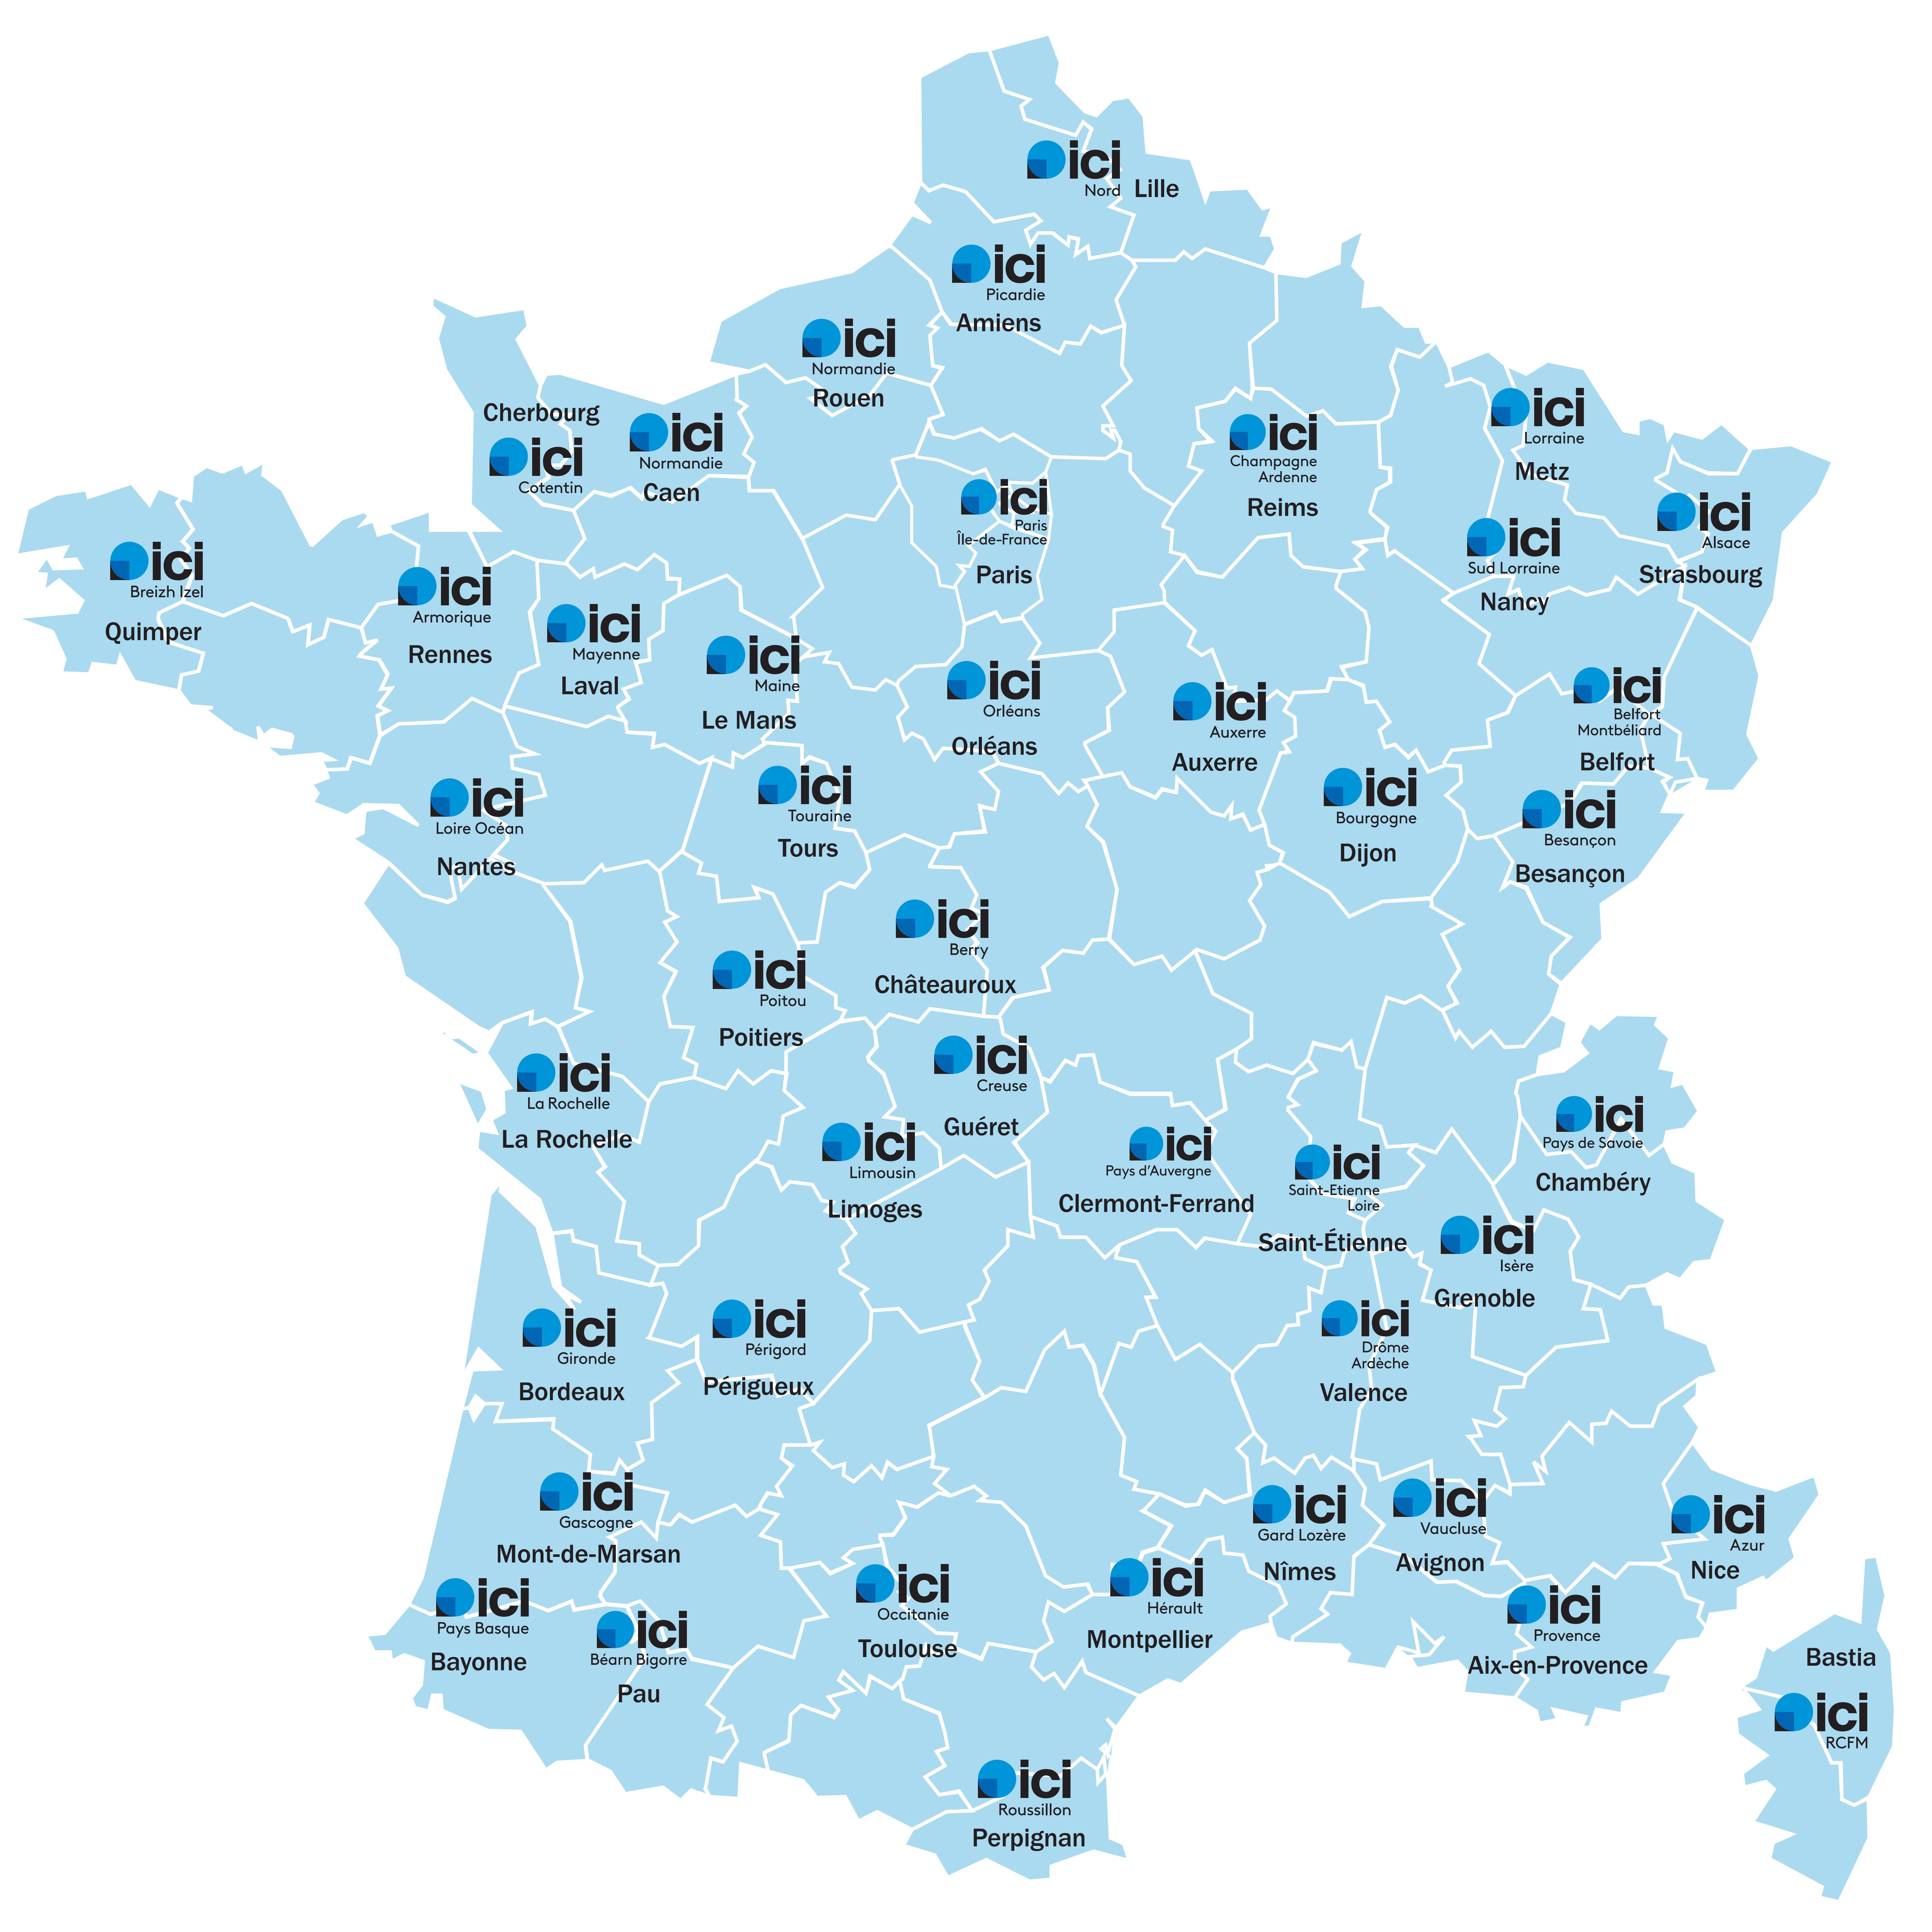 ici
Nord
Lille
ici
Picardie
Amiens
ici
Normandie
Rouen
Cherbourg
ici
Cotentin
ici
Normandie
Caen
ici
Paris
Île-de-France
Paris
ici
Champagne
Ardenne
Reims
ici
Lorraine
Metz
ici
Alsace
Strasbourg
ici
Sud Lorraine
Nancy
ici
Breizh Izel
Quimper
ici
Armorique
Rennes
ici
Mayenne
Laval
ici
Maine
Le Mans
ici
Orléans
Orléans
ici
Auxerre
Auxerre
ici
Belfort
Montbéliard
Belfort
ici
Loire Océan
Nantes
ici
Touraine
Tours
ici
Bourgogne
Dijon
ici
Besançon
Besançon
ici
Berry
Châteauroux
ici
Poitou
Poitiers
ici
La Rochelle
La Rochelle
ici
Creuse
Guéret
ici
Limousin
Limoges
ici
Pays d'Auvergne
Clermont-Ferrand
ici
Saint-Etienne
Loire
Saint-Étienne
ici
Pays de Savoie
Chambéry
ici
Isère
Grenoble
ici
Gironde
Bordeaux
ici
Périgord
Périgueux
ici
Drôme
Ardèche
Valence
ici
Gascogne
Mont-de-Marsan
ici
Gard Lozère
Nîmes
ici
Vaucluse
Avignon
ici
Azur
Nice
ici
Pays Basque
Bayonne
ici
Béarn Bigorre
Pau
ici
Occitanie
Toulouse
ici
Hérault
Montpellier
ici
Provence
Aix-en-Provence
Bastia
ici
RCFM
ici
Roussillon
Perpignan